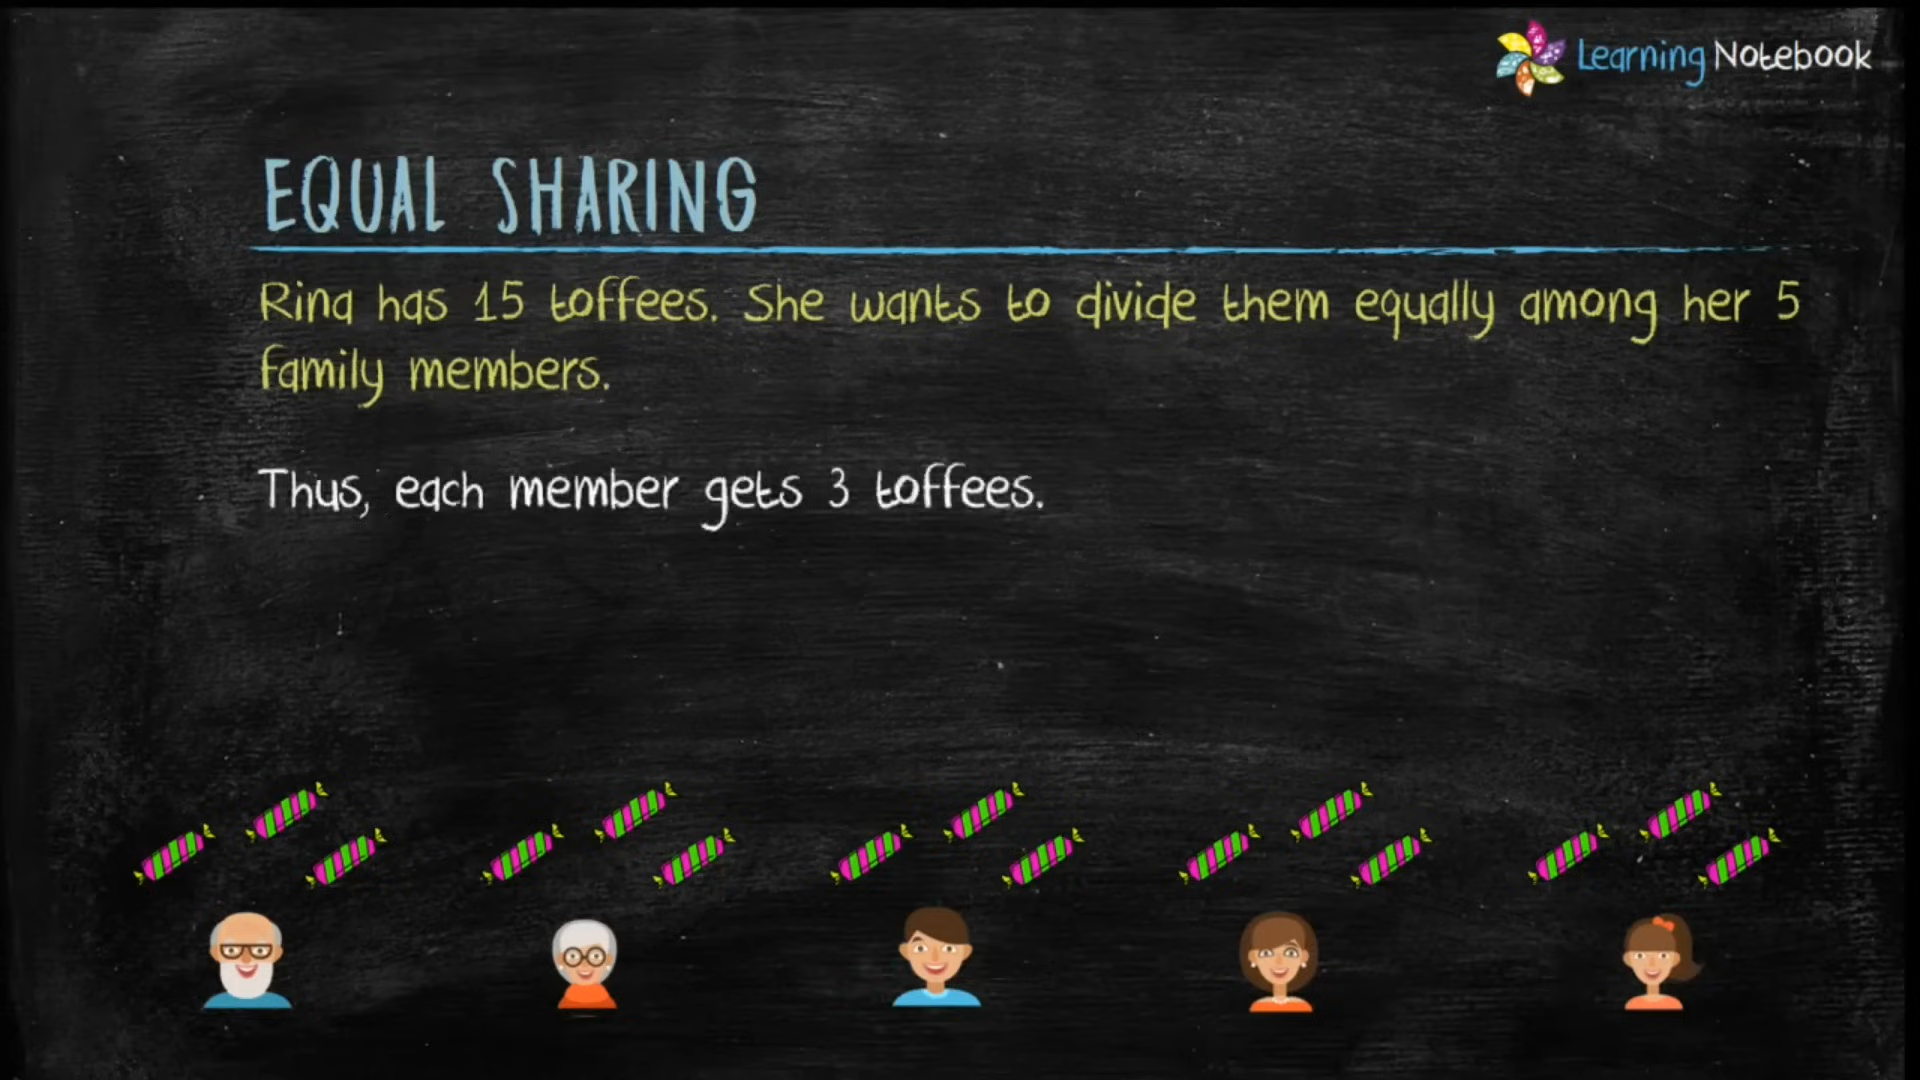 Learning Notebook
EQUAL SHARING
Rina has 15 toffees. She wants to divide them equally among her 5
family members.
Thus, each member gets 3 toffees.